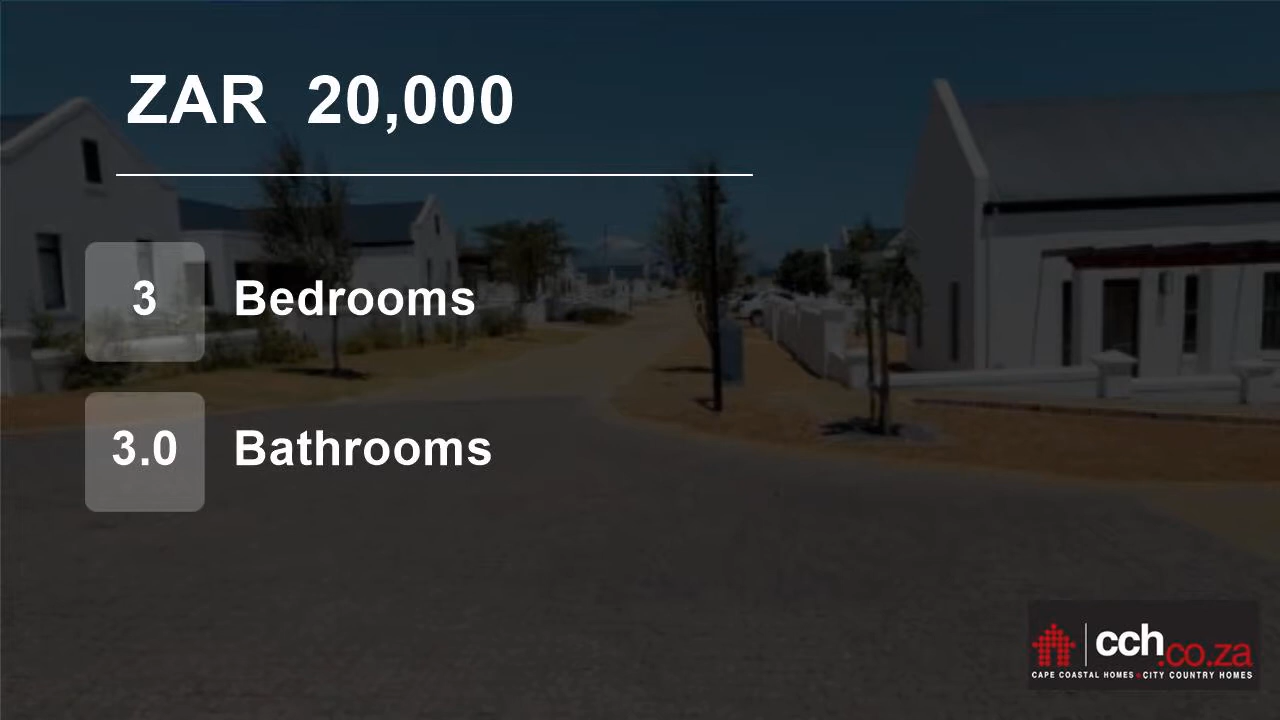 ZAR 20,000
3 Bedrooms
3.0 Bathrooms
cch.co.za
CAPE COASTAL HOMES CITY COUNTRY HOMES